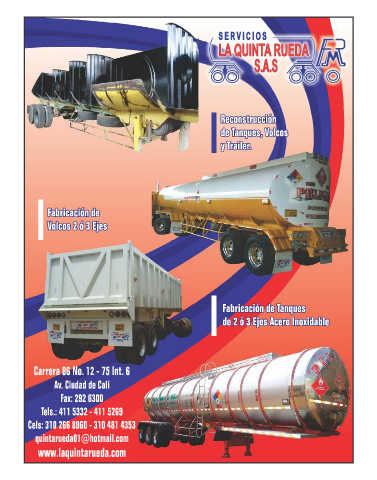 SERVICIOS
LA QUINTA RUEDA
S.A.S
Reconstrucción
de Tanques, Volcos
y Trailer.
Fabricación de
Volcos 2 ó 3 Ejes
Fabricación de Tanques
de 2 ó 3 Ejes Acero Inoxidable
Carrera 86 No. 12 - 75 Int. 6
Av. Ciudad de Cali
Fax: 292 6300
Tels.: 411 5332 - 411 5269
Cels: 310 266 8960 - 310 481 4353
quintarueda01@hotmail.com
www.laquintarueda.com